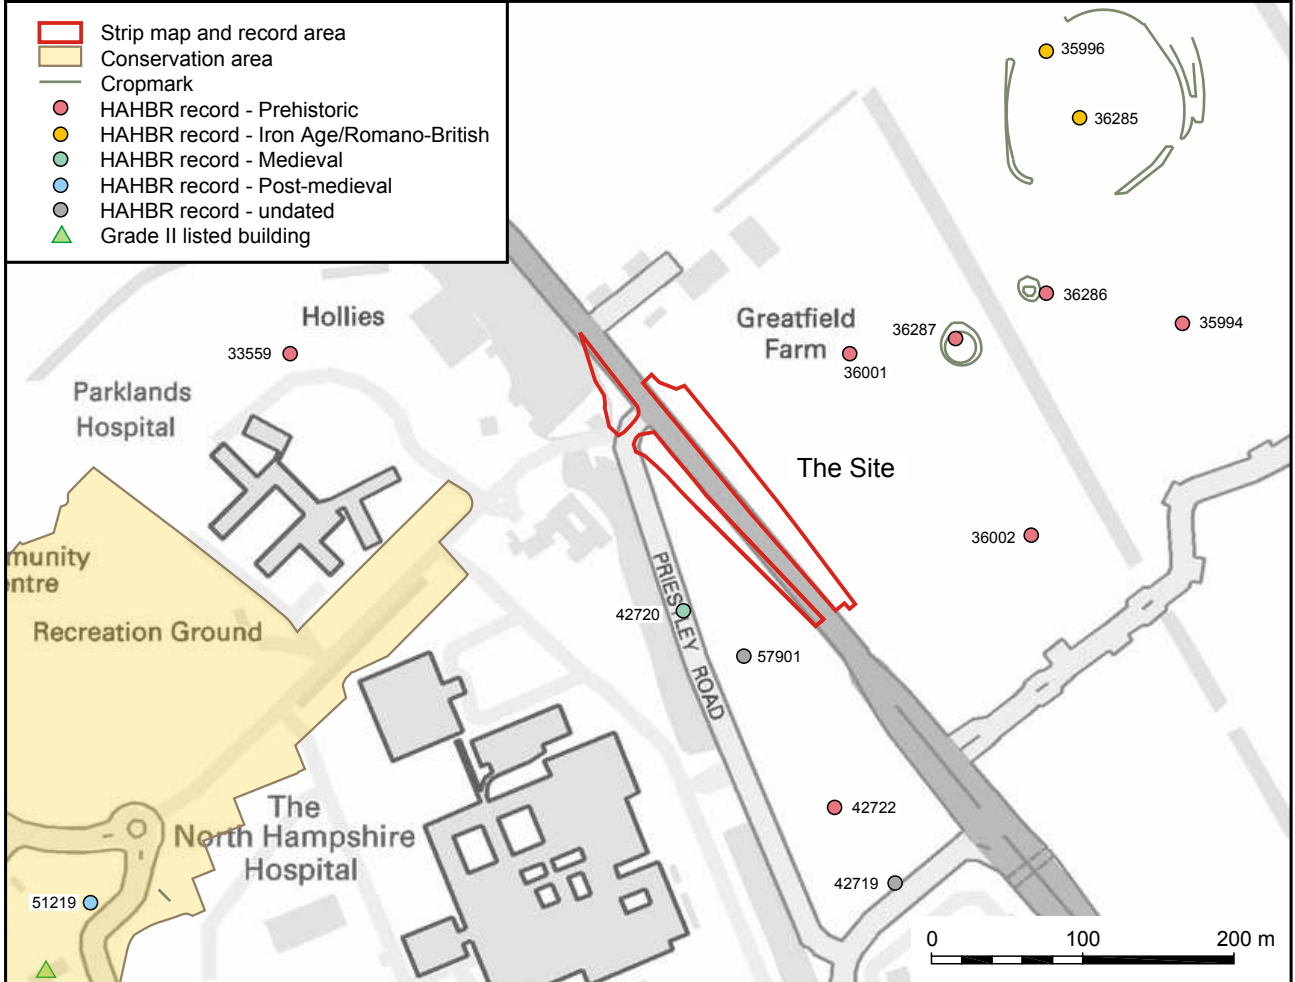 Strip map and record area
Conservation area
Cropmark
HAHBR record - Prehistoric
HAHBR record - Iron Age/Romano-British
HAHBR record - Medieval
HAHBR record - Post-medieval
HAHBR record - undated
Grade II listed building
35996
36285
36286
35994
36287
Greatfield
Farm
36001
Hollies
33559
Parklands
Hospital
The Site
36002
munity
entre
Recreation Ground
PRIESTLEY ROAD
42720
57901
The
North Hampshire
Hospital
42722
42719
51219
0 100 200 m